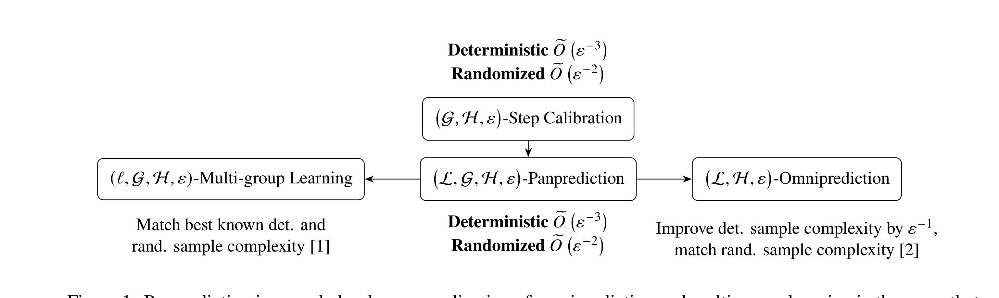 Deterministic Õ (ε⁻³)
Randomized Õ (ε⁻²)
(𝒢, ℋ, ε)-Step Calibration
(ℓ, 𝒢, ℋ, ε)-Multi-group Learning
(ℒ, 𝒢, ℋ, ε)-Panprediction
(ℒ, ℋ, ε)-Omniprediction
Match best known det. and
rand. sample complexity [1]
Deterministic Õ (ε⁻³)
Randomized Õ (ε⁻²)
Improve det. sample complexity by ε⁻¹,
match rand. sample complexity [2]